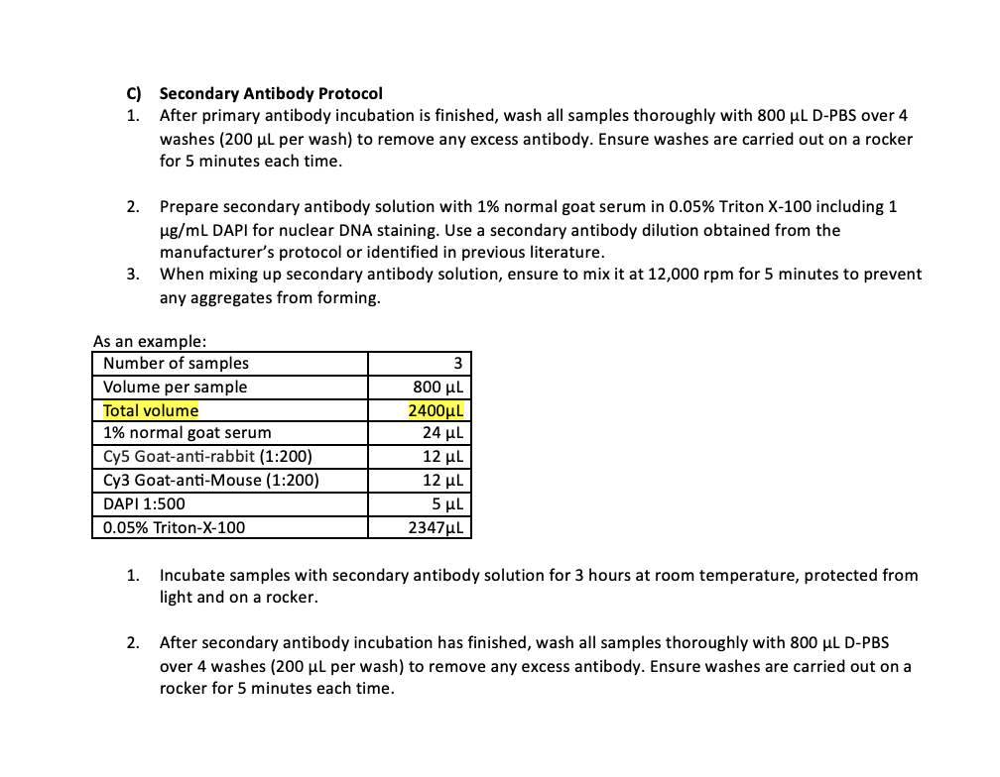 C) Secondary Antibody Protocol
1. After primary antibody incubation is finished, wash all samples thoroughly with 800 µL D-PBS over 4
washes (200 µL per wash) to remove any excess antibody. Ensure washes are carried out on a rocker
for 5 minutes each time.
2. Prepare secondary antibody solution with 1% normal goat serum in 0.05% Triton X-100 including 1
µg/mL DAPI for nuclear DNA staining. Use a secondary antibody dilution obtained from the
manufacturer’s protocol or identified in previous literature.
3. When mixing up secondary antibody solution, ensure to mix it at 12,000 rpm for 5 minutes to prevent
any aggregates from forming.
As an example:
Number of samples 3
Volume per sample 800 µL
Total volume 2400µL
1% normal goat serum 24 µL
Cy5 Goat-anti-rabbit (1:200) 12 µL
Cy3 Goat-anti-Mouse (1:200) 12 µL
DAPI 1:500 5 µL
0.05% Triton-X-100 2347µL
1. Incubate samples with secondary antibody solution for 3 hours at room temperature, protected from
light and on a rocker.
2. After secondary antibody incubation has finished, wash all samples thoroughly with 800 µL D-PBS
over 4 washes (200 µL per wash) to remove any excess antibody. Ensure washes are carried out on a
rocker for 5 minutes each time.